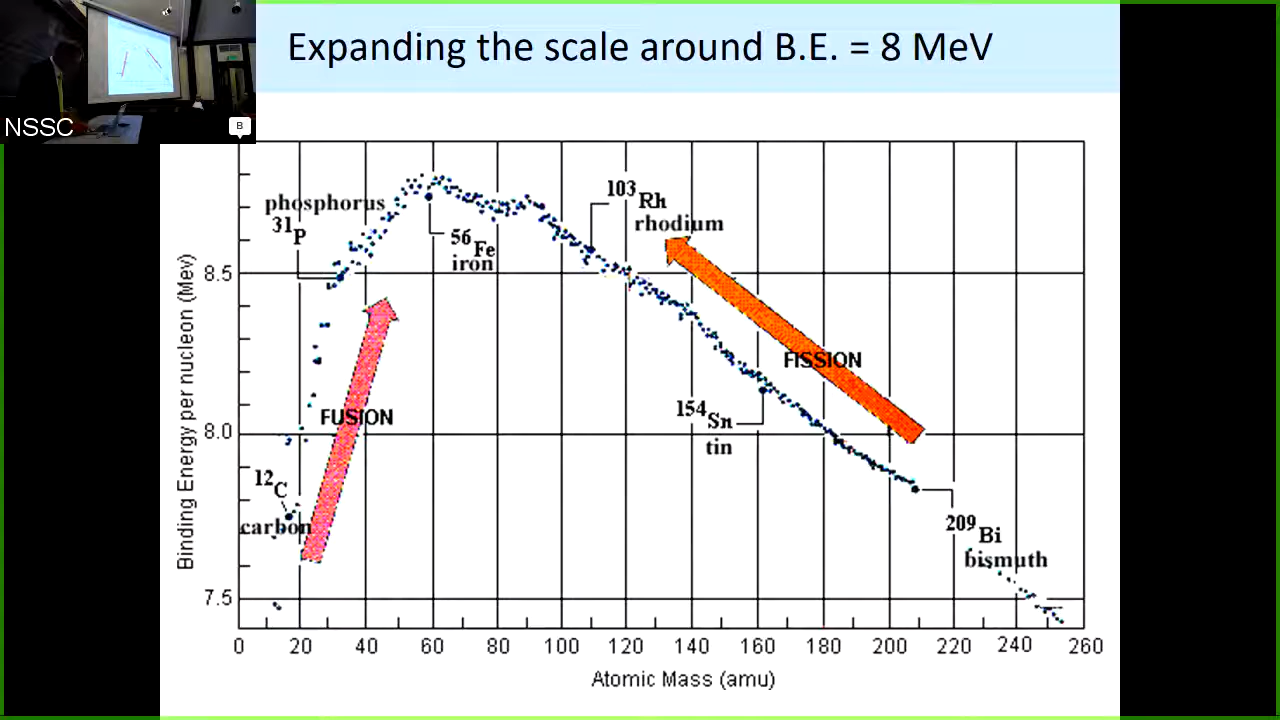 Expanding the scale around B.E. = 8 MeV
NSSC
B
phosphorus
31P
103Rh
rhodium
56Fe
iron
8.5
FISSION
FUSION
154Sn
tin
8.0
12C
carbon
209Bi
bismuth
7.5
Binding Energy per nucleon (Mev)
0 20 40 60 80 100 120 140 160 180 200 220 240 260
Atomic Mass (amu)